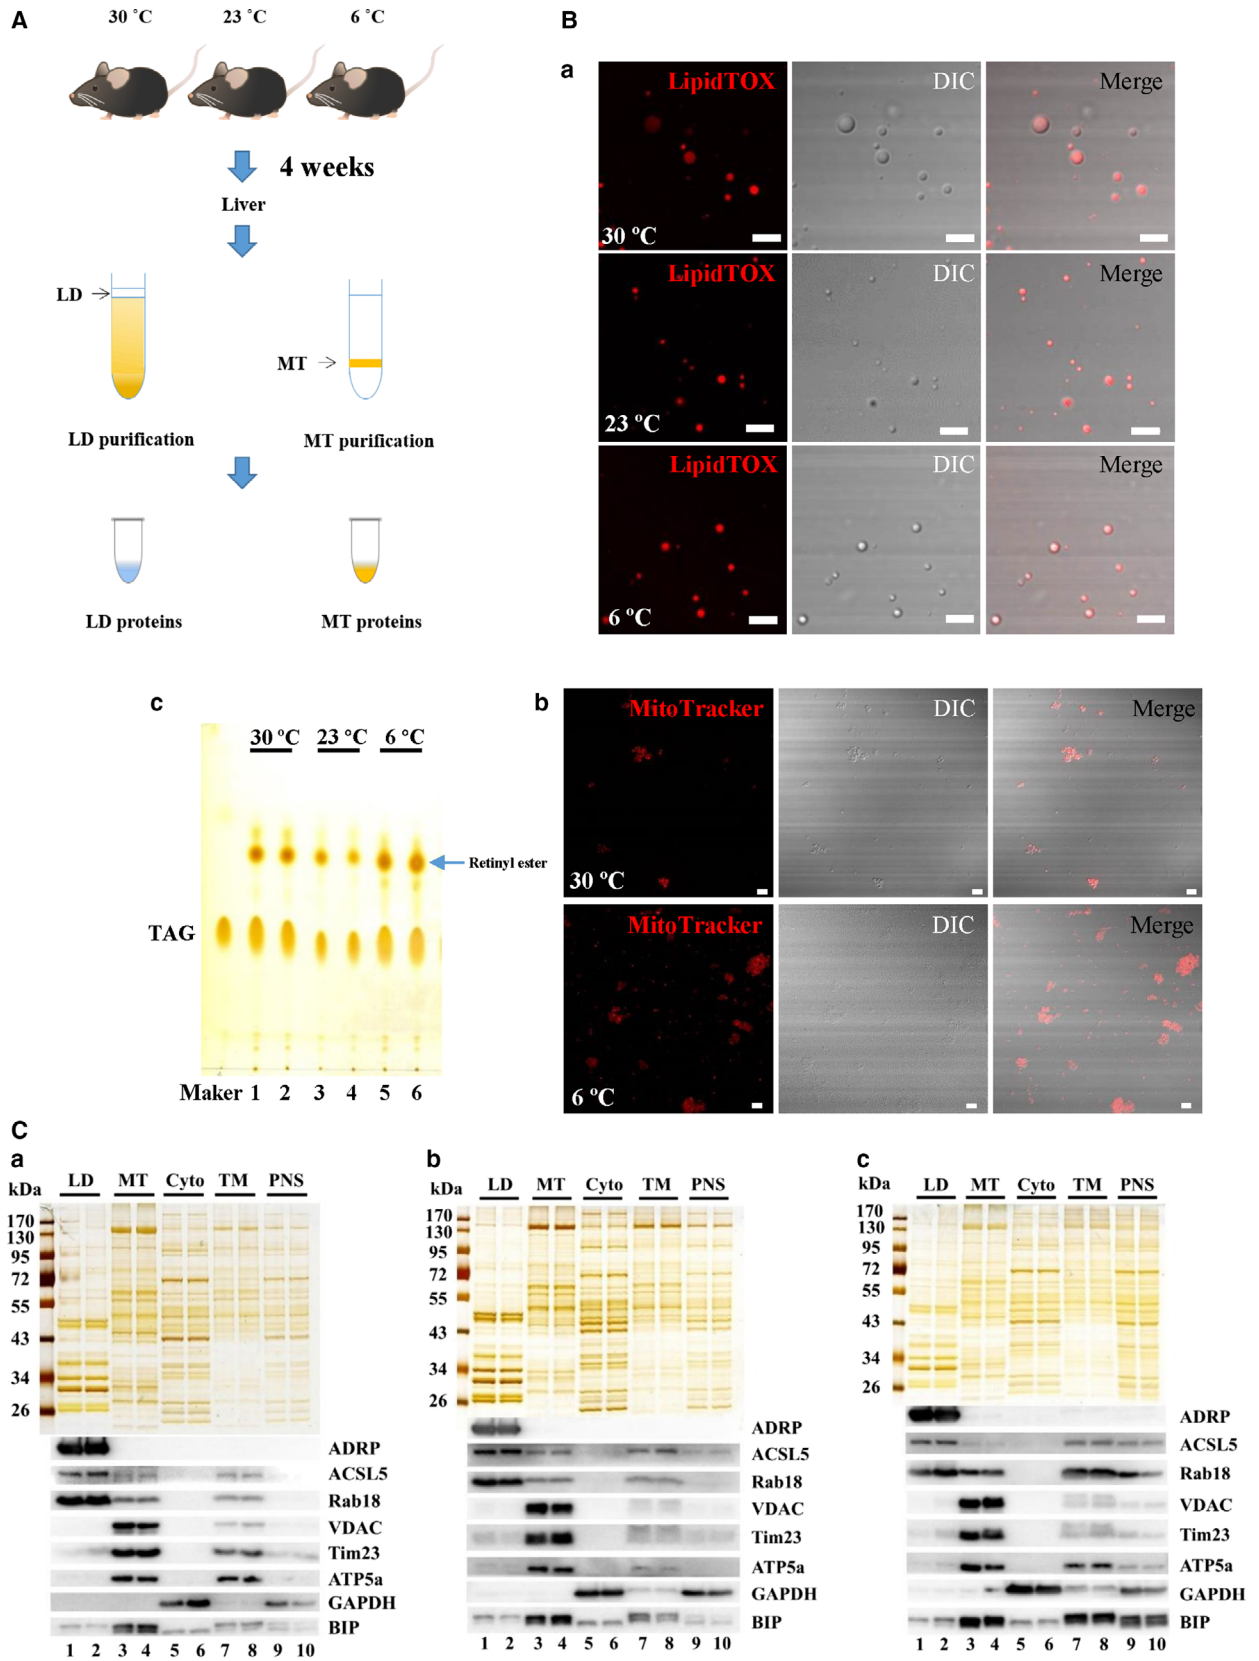 A
30 ˚C 23 ˚C 6 ˚C
4 weeks
Liver
LD
MT
LD purification
MT purification
LD proteins
MT proteins
B
a
LipidTOX DIC Merge
30 ºC
LipidTOX DIC Merge
23 ºC
LipidTOX DIC Merge
6 ºC
b
MitoTracker DIC Merge
30 ºC
MitoTracker DIC Merge
6 ºC
c
30 ºC 23 ºC 6 °C
Retinyl ester
TAG
Maker 1 2 3 4 5 6
C
a
LD MT Cyto TM PNS
kDa
170
130
95
72
55
43
34
26
ADRP
ACSL5
Rab18
VDAC
Tim23
ATP5a
GAPDH
BIP
1 2 3 4 5 6 7 8 9 10
b
LD MT Cyto TM PNS
kDa
170
130
95
72
55
43
34
26
ADRP
ACSL5
Rab18
VDAC
Tim23
ATP5a
GAPDH
BIP
1 2 3 4 5 6 7 8 9 10
c
LD MT Cyto TM PNS
kDa
170
130
95
72
55
43
34
26
ADRP
ACSL5
Rab18
VDAC
Tim23
ATP5a
GAPDH
BIP
1 2 3 4 5 6 7 8 9 10